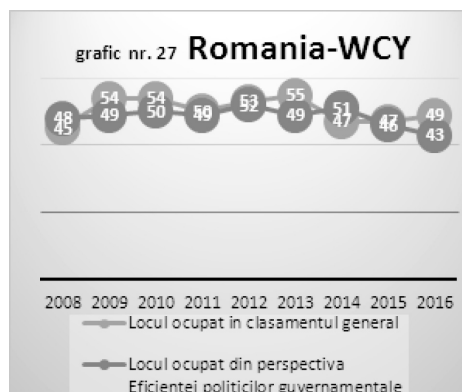 grafic nr. 27 Romania-WCY
54 54 50 53 55 47 47 49
45
48 49 50 49 52 49 51 46 43
2008 2009 2010 2011 2012 2013 2014 2015 2016
Locul ocupat in clasamentul general
Locul ocupat din perspectiva
Eficientei politicilor guvernamentale